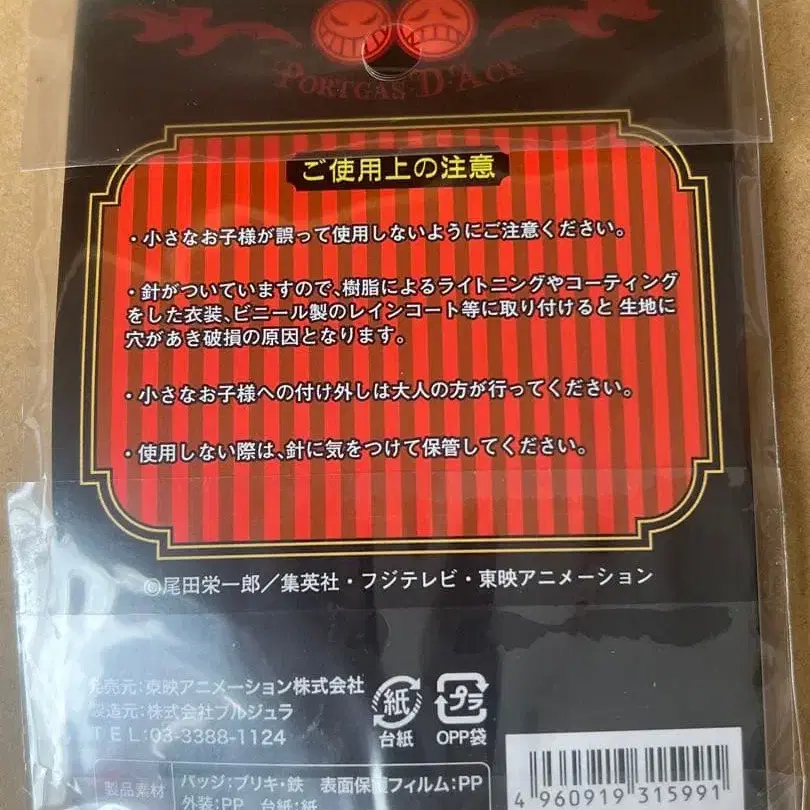 PORTGAS・D・ACE
ご使用上の注意
・小さなお子様が誤って使用しないようにご注意ください。
・針がついていますので、樹脂によるライトニングやコーティング
をした衣装、ビニール製のレインコート等に取り付けると 生地に
穴があき破損の原因となります。
・小さなお子様への付け外しは大人の方が行ってください。
・使用しない際は、針に気をつけて保管してください。
©尾田栄一郎／集英社・フジテレビ・東映アニメーション
発売元:東映アニメーション株式会社
製造元:株式会社ブルジュラ
TEL:03-3388-1124
紙
台紙
プラ
OPP袋
製品素材
バッジ:ブリキ・鉄 表面保護フィルム:PP
外装:PP 台紙:紙
4 960919 315991